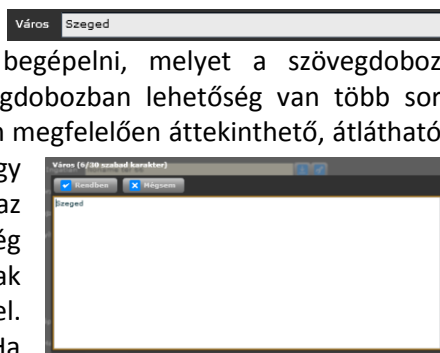 Város Szeged
begépelni, melyet a szövegdoboz
gdobozban lehetőség van több sor
megfelelően áttekinthető, átlátható
gy
az
ég
ak
el.
Ha
Város (6/30 szabad karakter)
Rendben Mégsem
Szeged